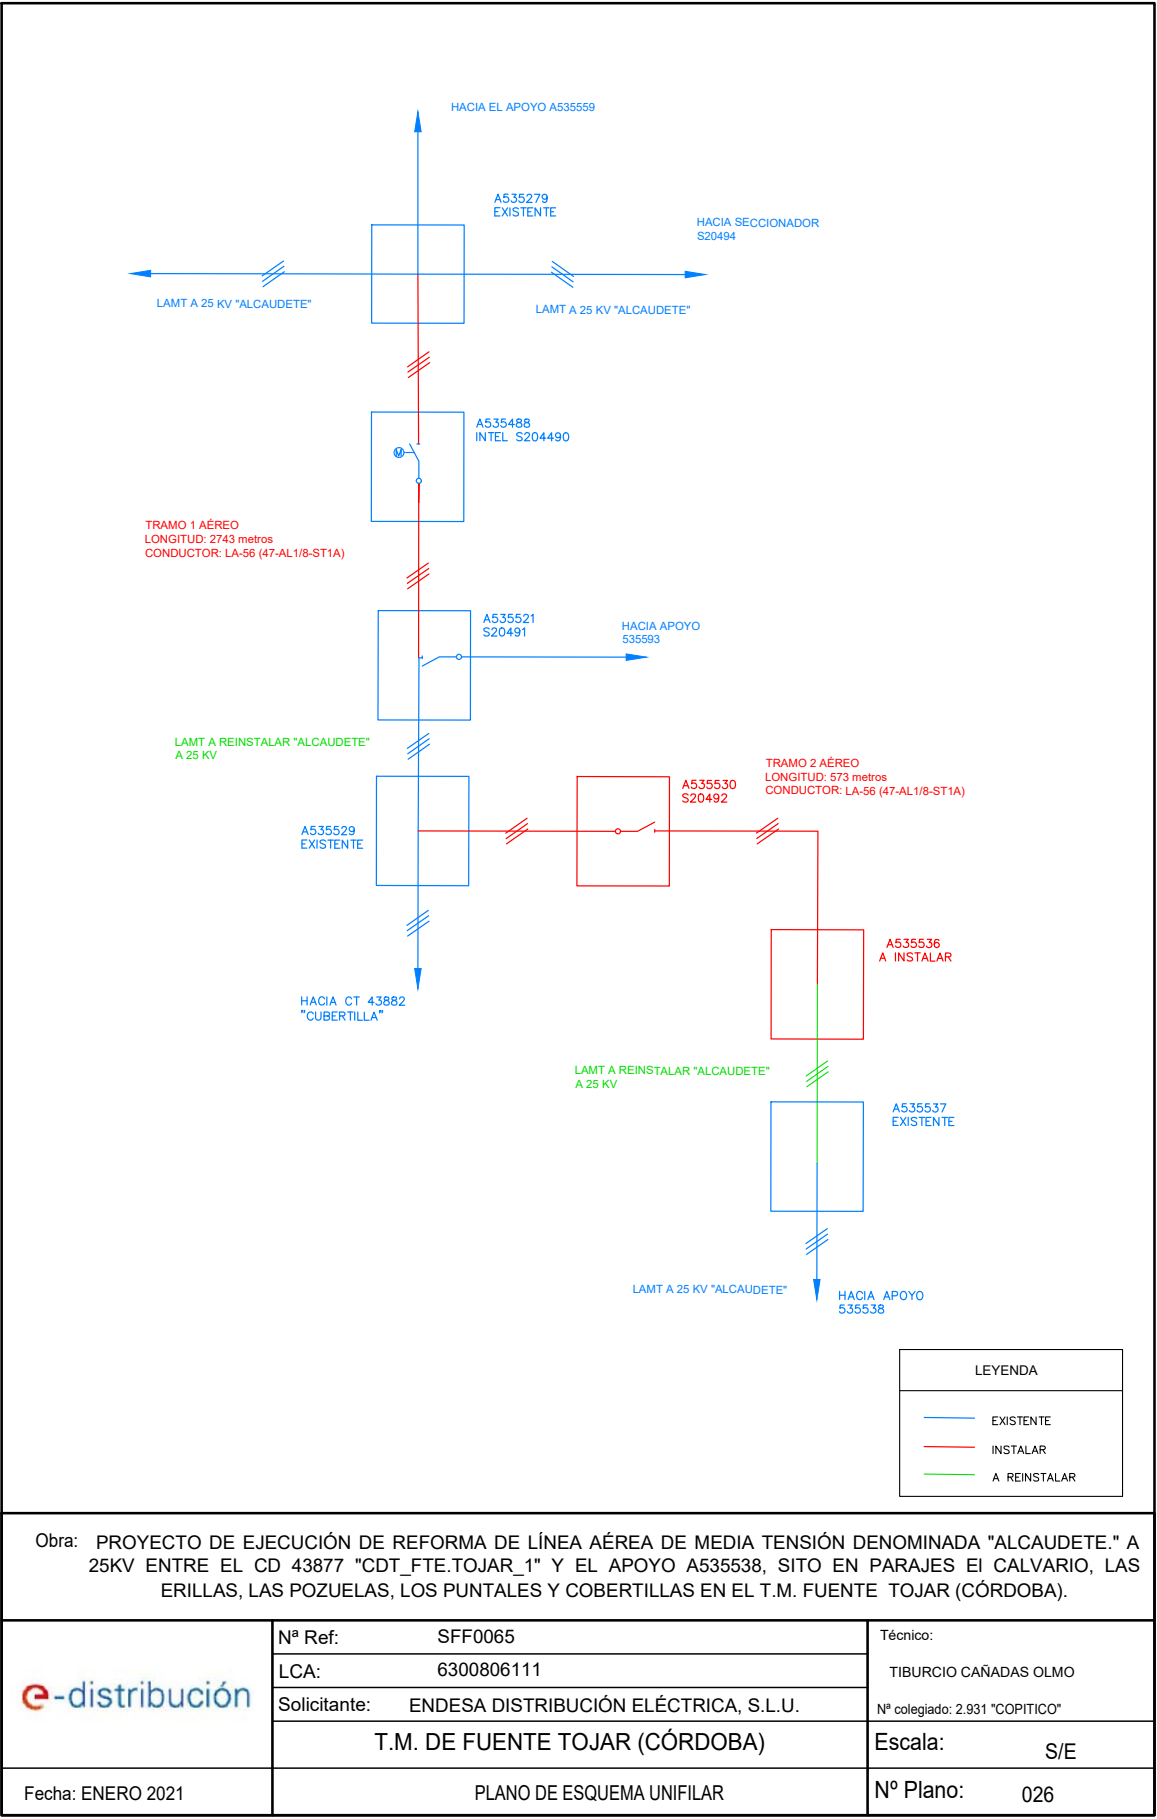 HACIA EL APOYO A535559
A535279
EXISTENTE
HACIA SECCIONADOR
S20494
LAMT A 25 KV "ALCAUDETE"
LAMT A 25 KV "ALCAUDETE"
A535488
INTEL S204490
M
TRAMO 1 AÉREO
LONGITUD: 2743 metros
CONDUCTOR: LA-56 (47-AL1/8-ST1A)
A535521
S20491
HACIA APOYO
535593
LAMT A REINSTALAR "ALCAUDETE"
A 25 KV
TRAMO 2 AÉREO
LONGITUD: 573 metros
CONDUCTOR: LA-56 (47-AL1/8-ST1A)
A535530
S20492
A535529
EXISTENTE
A535536
A INSTALAR
HACIA CT 43882
"CUBERTILLA"
LAMT A REINSTALAR "ALCAUDETE"
A 25 KV
A535537
EXISTENTE
LAMT A 25 KV "ALCAUDETE"
HACIA APOYO
535538
LEYENDA
EXISTENTE
INSTALAR
A REINSTALAR
Obra: PROYECTO DE EJECUCIÓN DE REFORMA DE LÍNEA AÉREA DE MEDIA TENSIÓN DENOMINADA "ALCAUDETE." A
25KV ENTRE EL CD 43877 "CDT_FTE.TOJAR_1" Y EL APOYO A535538, SITO EN PARAJES El CALVARIO, LAS
ERILLAS, LAS POZUELAS, LOS PUNTALES Y COBERTILLAS EN EL T.M. FUENTE TOJAR (CÓRDOBA).
e-distribución
Nª Ref: SFF0065
LCA: 6300806111
Solicitante: ENDESA DISTRIBUCIÓN ELÉCTRICA, S.L.U.
T.M. DE FUENTE TOJAR (CÓRDOBA)
Técnico:
TIBURCIO CAÑADAS OLMO
Nª colegiado: 2.931 "COPITICO"
Escala: S/E
Fecha: ENERO 2021
PLANO DE ESQUEMA UNIFILAR
Nº Plano: 026